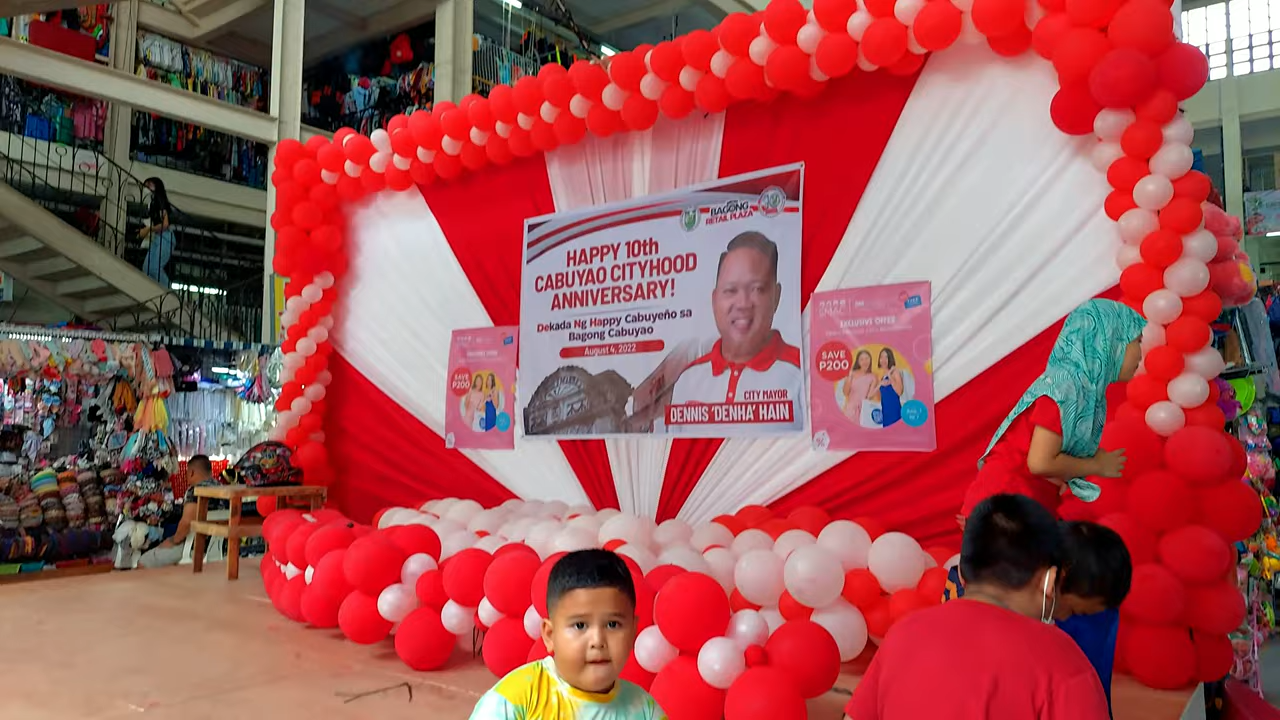 BAGONG
RETAIL PLAZA
HAPPY 10th
CABUYAO CITYHOOD
ANNIVERSARY!
Dekada Ng Happy Cabuyeño sa
Bagong Cabuyao
August 4, 2022
CITY MAYOR
DENNIS 'DENHA' HAIN
SAVE
P200
EXCLUSIVE OFFER
SAVE
P200